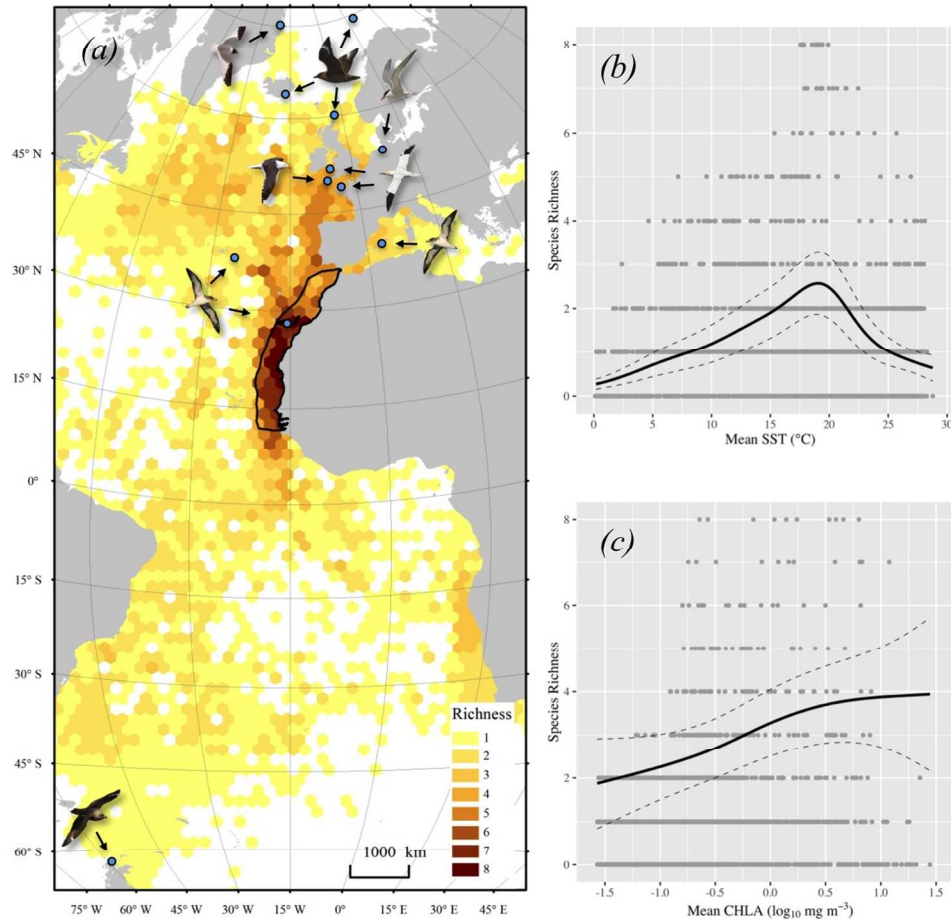 (a)
45° N
30° N
15° N
0°
15° S
30° S
45° S
60° S
Richness
1
2
3
4
5
6
7
8
1000 km
75° W
60° W
45° W
30° W
15° W
0°
15° E
30° E
45° E
(b)
Species Richness
8
6
4
2
0
0
5
10
15
20
25
30
Mean SST (°C)
(c)
Species Richness
8
6
4
2
0
-1.5
-1.0
-0.5
0.0
0.5
1.0
1.5
Mean CHLA (log₁₀ mg m⁻³)